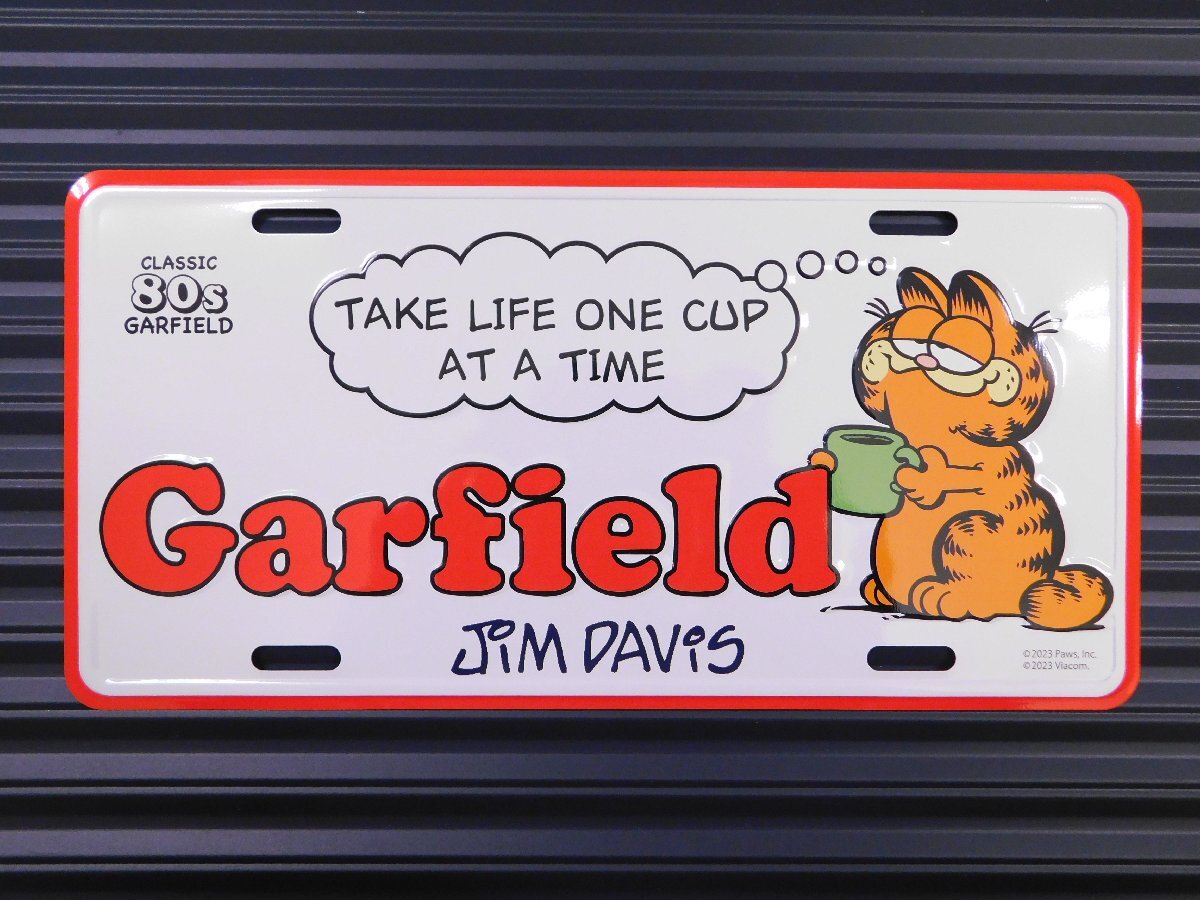 CLASSIC
80s
GARFIELD
TAKE LIFE ONE CUP
AT A TIME
Garfield
JIM DAVIS
©2023 Paws, Inc.
©2023 Viacom.